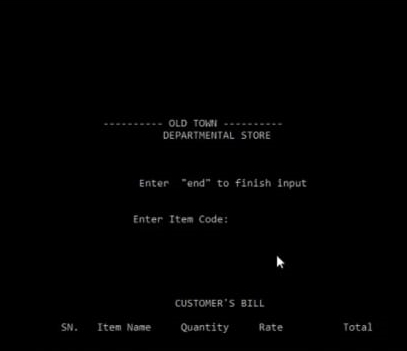 ---------- OLD TOWN ----------
DEPARTMENTAL STORE
Enter "end" to finish input
Enter Item Code:
CUSTOMER'S BILL
SN. Item Name Quantity Rate Total